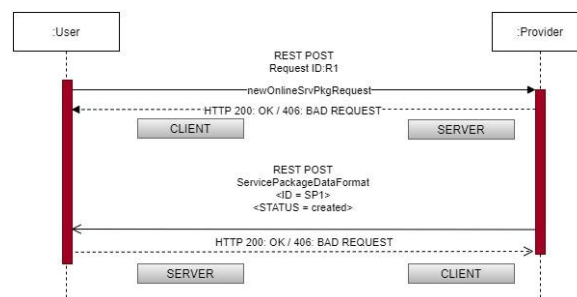 :User
:Provider
REST POST
Request ID:R1
newOnlineSrvPkgRequest
HTTP 200: OK / 406: BAD REQUEST
CLIENT
SERVER
REST POST
ServicePackageDataFormat
<ID = SP1>
<STATUS = created>
HTTP 200: OK / 406: BAD REQUEST
SERVER
CLIENT